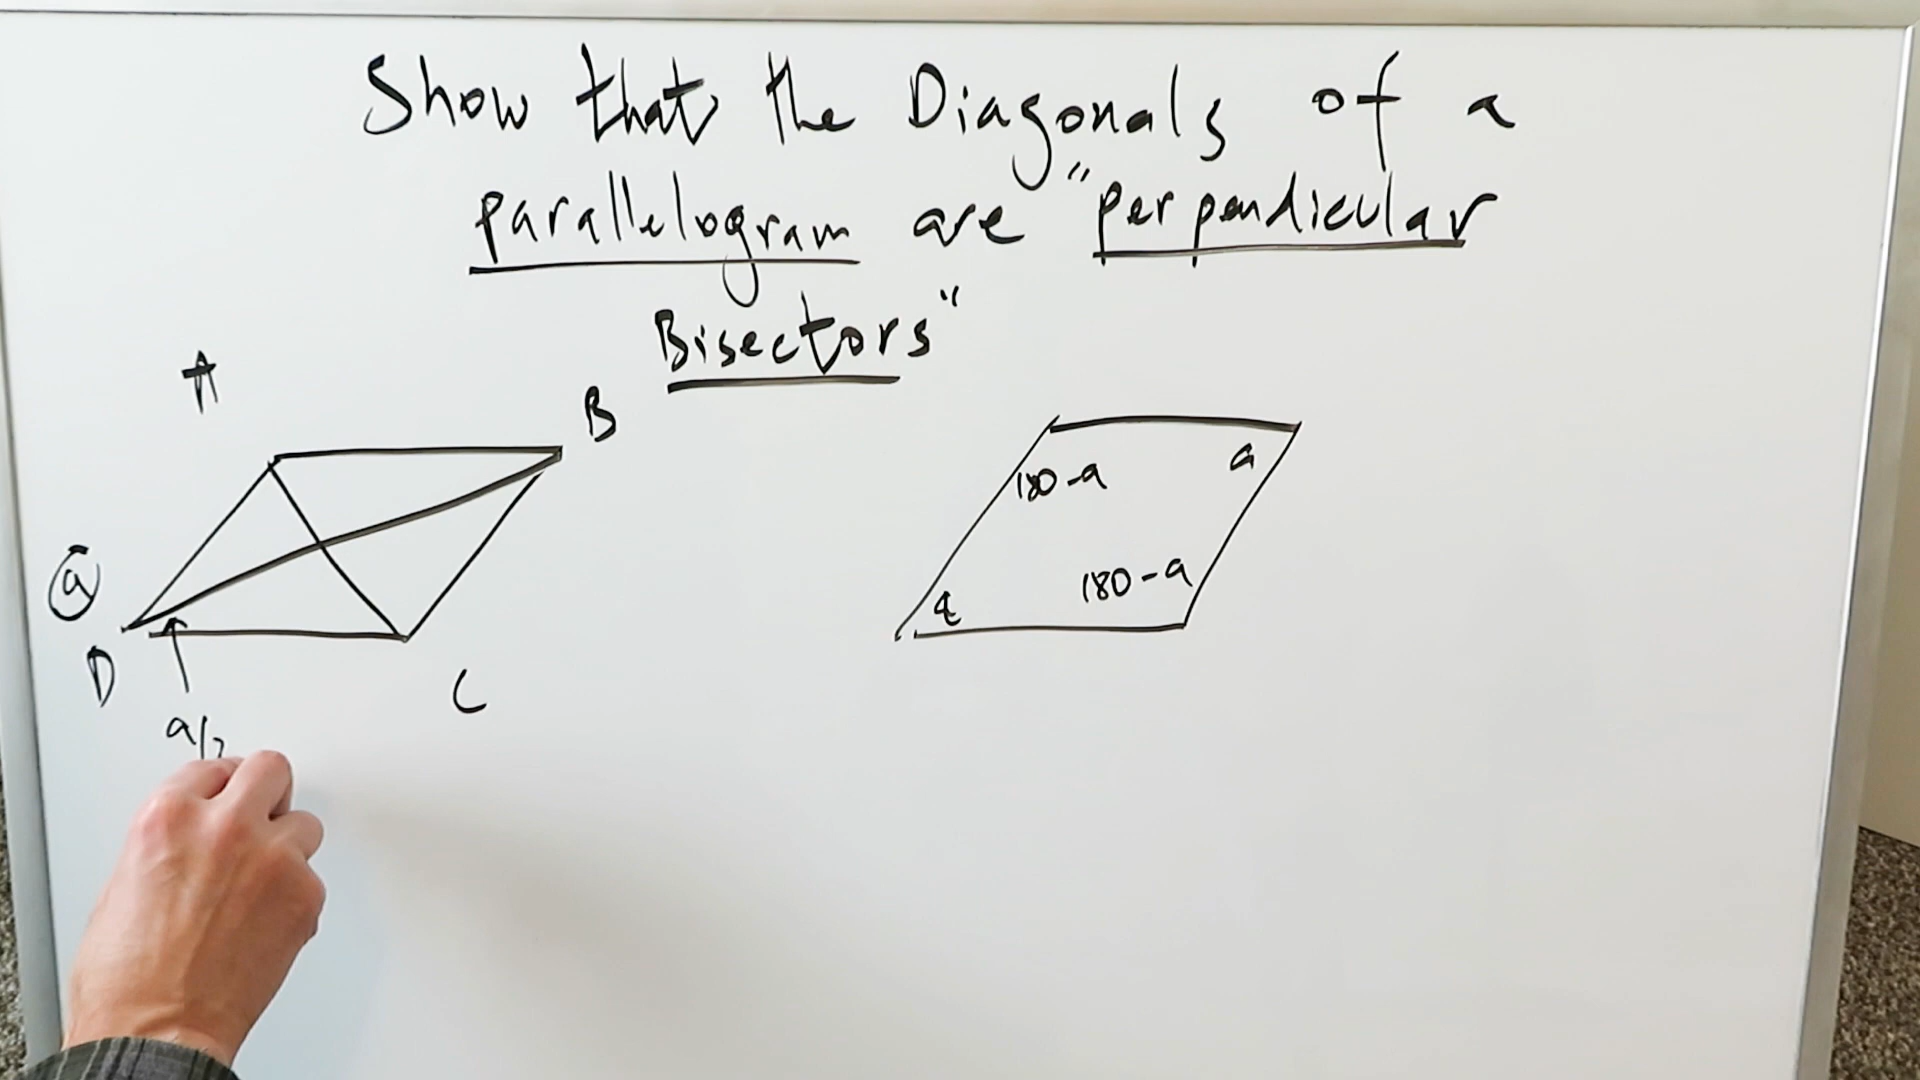 Show that the Diagonals of a
parallelogram are "perpendicular
Bisectors"
A
B
a
D
C
a/2
180-a
a
180-a
a